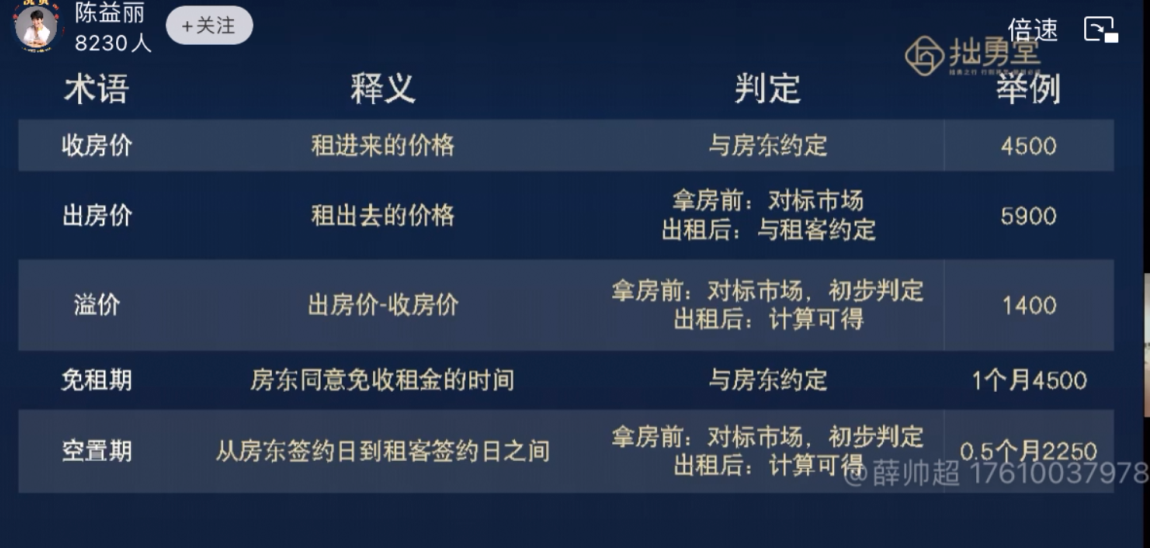 陈益丽
8230人
+关注
倍速
拙勇堂
术语 释义 判定 举例
收房价 租进来的价格 与房东约定 4500
出房价 租出去的价格 拿房前：对标市场 5900
出租后：与租客约定
溢价 出房价-收房价 拿房前：对标市场，初步判定 1400
出租后：计算可得
免租期 房东同意免收租金的时间 与房东约定 1个月4500
空置期 从房东签约日到租客签约日之间 拿房前：对标市场，初步判定 0.5个月2250
出租后：计算可得
@薛帅超 17610037978